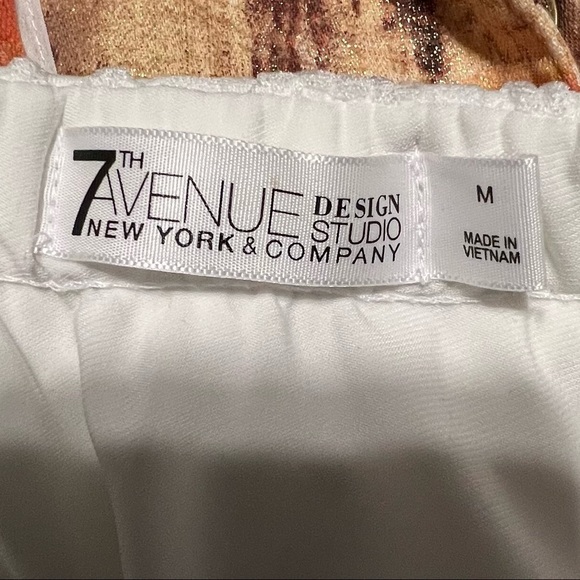 7TH AVENUE DESIGN STUDIO
NEW YORK & COMPANY
M
MADE IN
VIETNAM